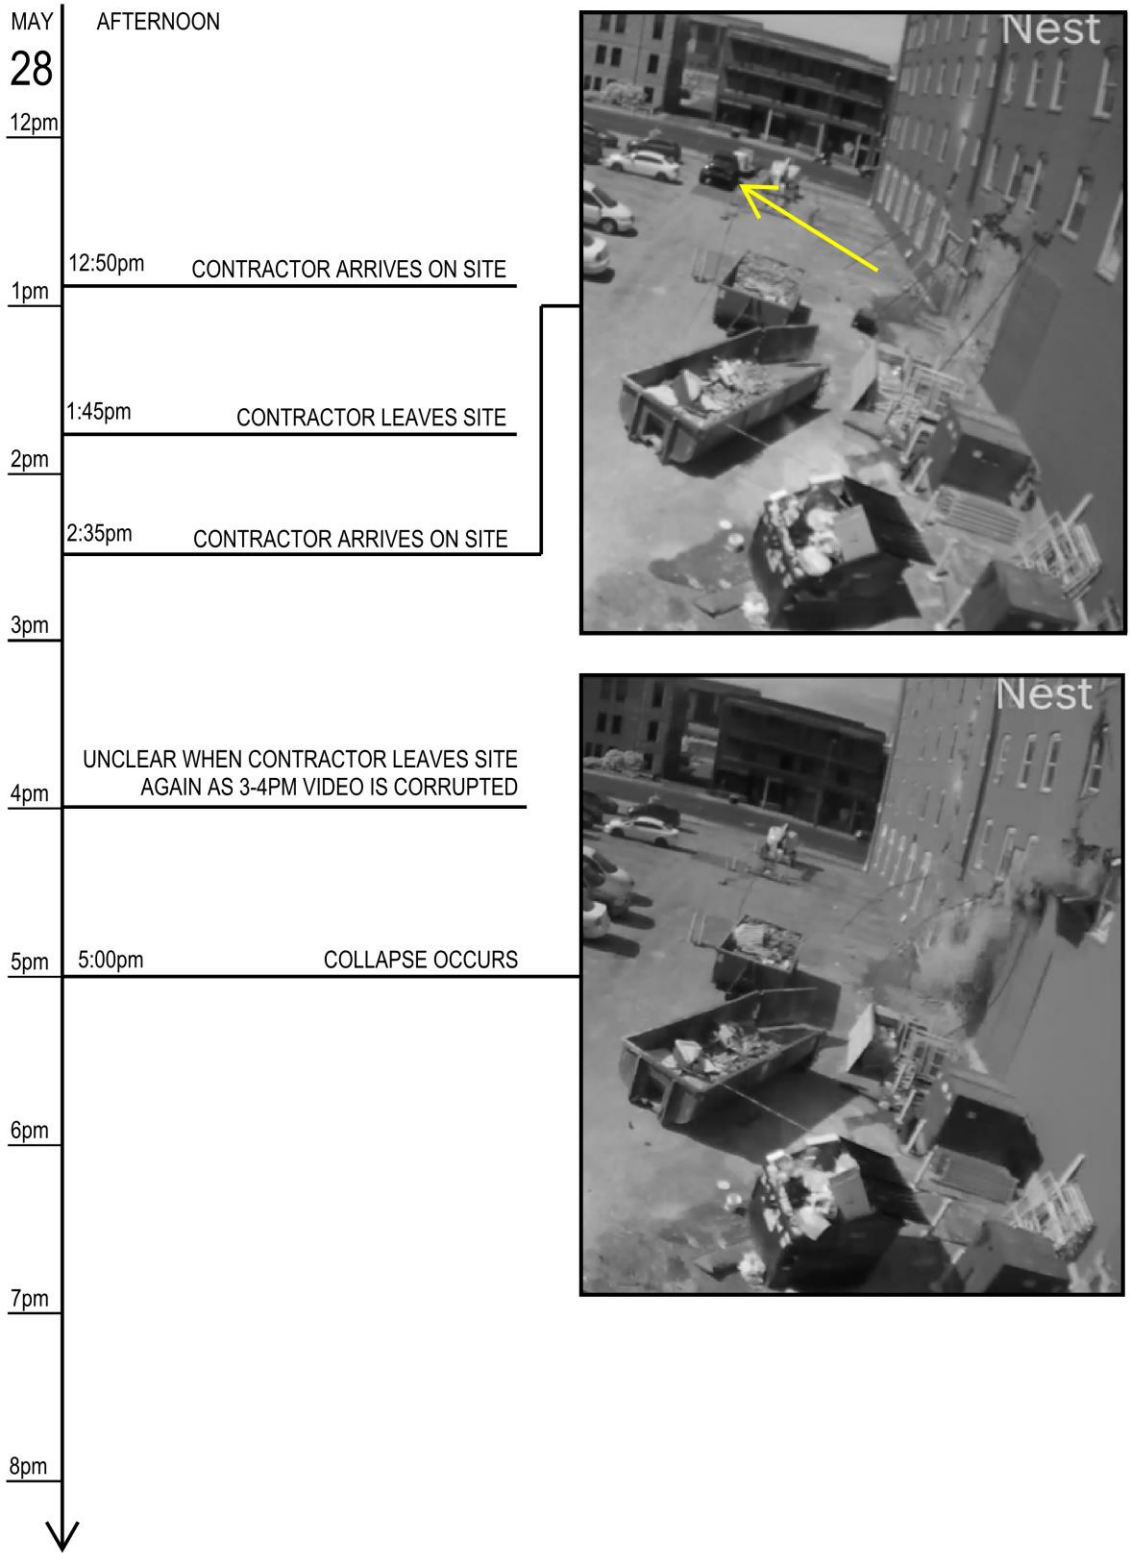 MAY
AFTERNOON
28
12pm
12:50pm
CONTRACTOR ARRIVES ON SITE
1pm
1:45pm
CONTRACTOR LEAVES SITE
2pm
2:35pm
CONTRACTOR ARRIVES ON SITE
3pm
UNCLEAR WHEN CONTRACTOR LEAVES SITE
AGAIN AS 3-4PM VIDEO IS CORRUPTED
4pm
5pm
5:00pm
COLLAPSE OCCURS
6pm
7pm
8pm
Nest
Nest